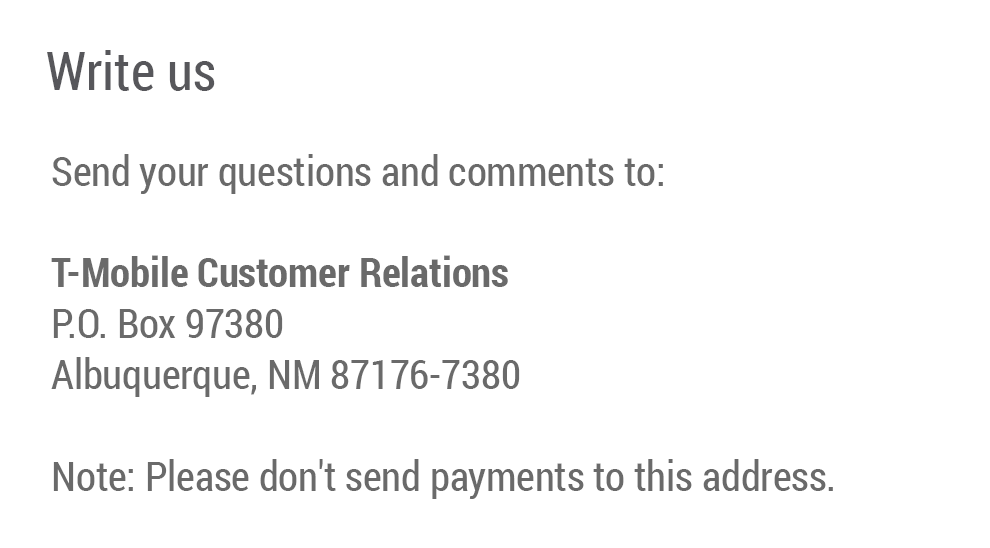 Write us
Send your questions and comments to:
T-Mobile Customer Relations
P.O. Box 97380
Albuquerque, NM 87176-7380
Note: Please don't send payments to this address.